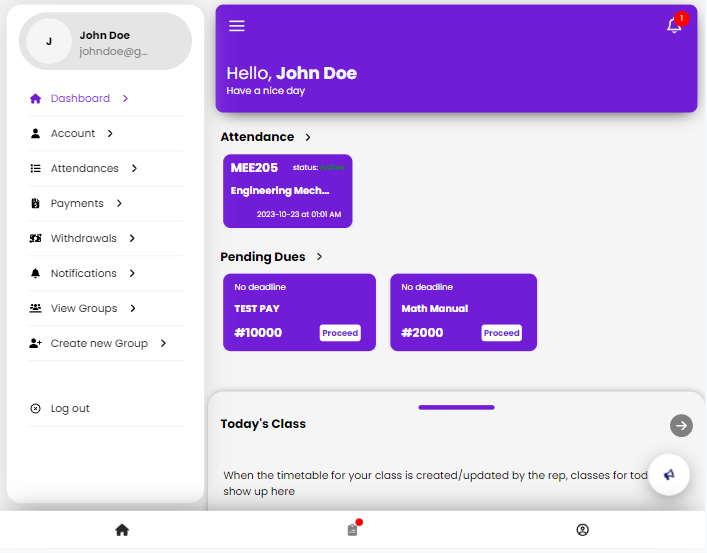 J
John Doe
johndoe@g...
Dashboard
Account
Attendances
Payments
Withdrawals
Notifications
View Groups
Create new Group
Log out
1
Hello, John Doe
Have a nice day
Attendance
MEE205 status:
Engineering Mech...
2023-10-23 at 01:01 AM
Pending Dues
No deadline
TEST PAY
#10000 Proceed
No deadline
Math Manual
#2000 Proceed
Today's Class
When the timetable for your class is created/updated by the rep, classes for tod
show up here